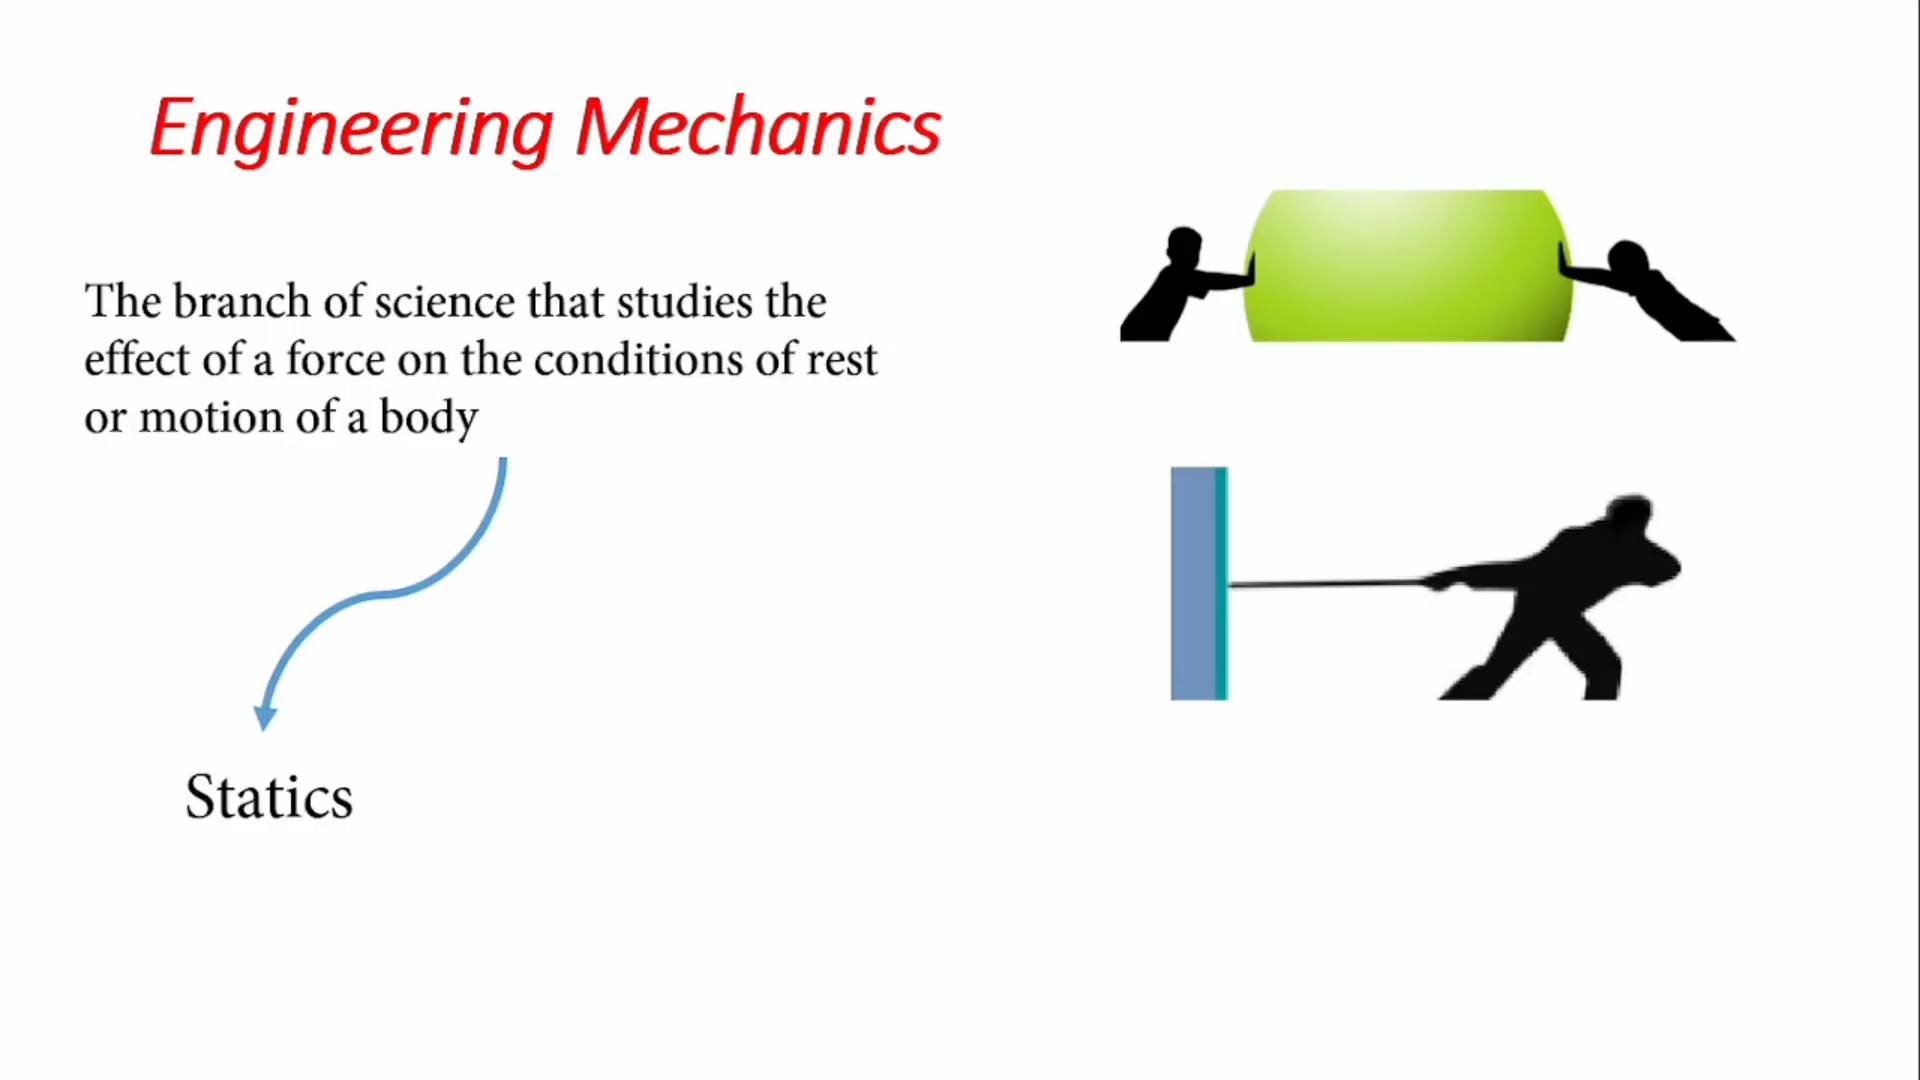 Engineering Mechanics
The branch of science that studies the
effect of a force on the conditions of rest
or motion of a body
Statics